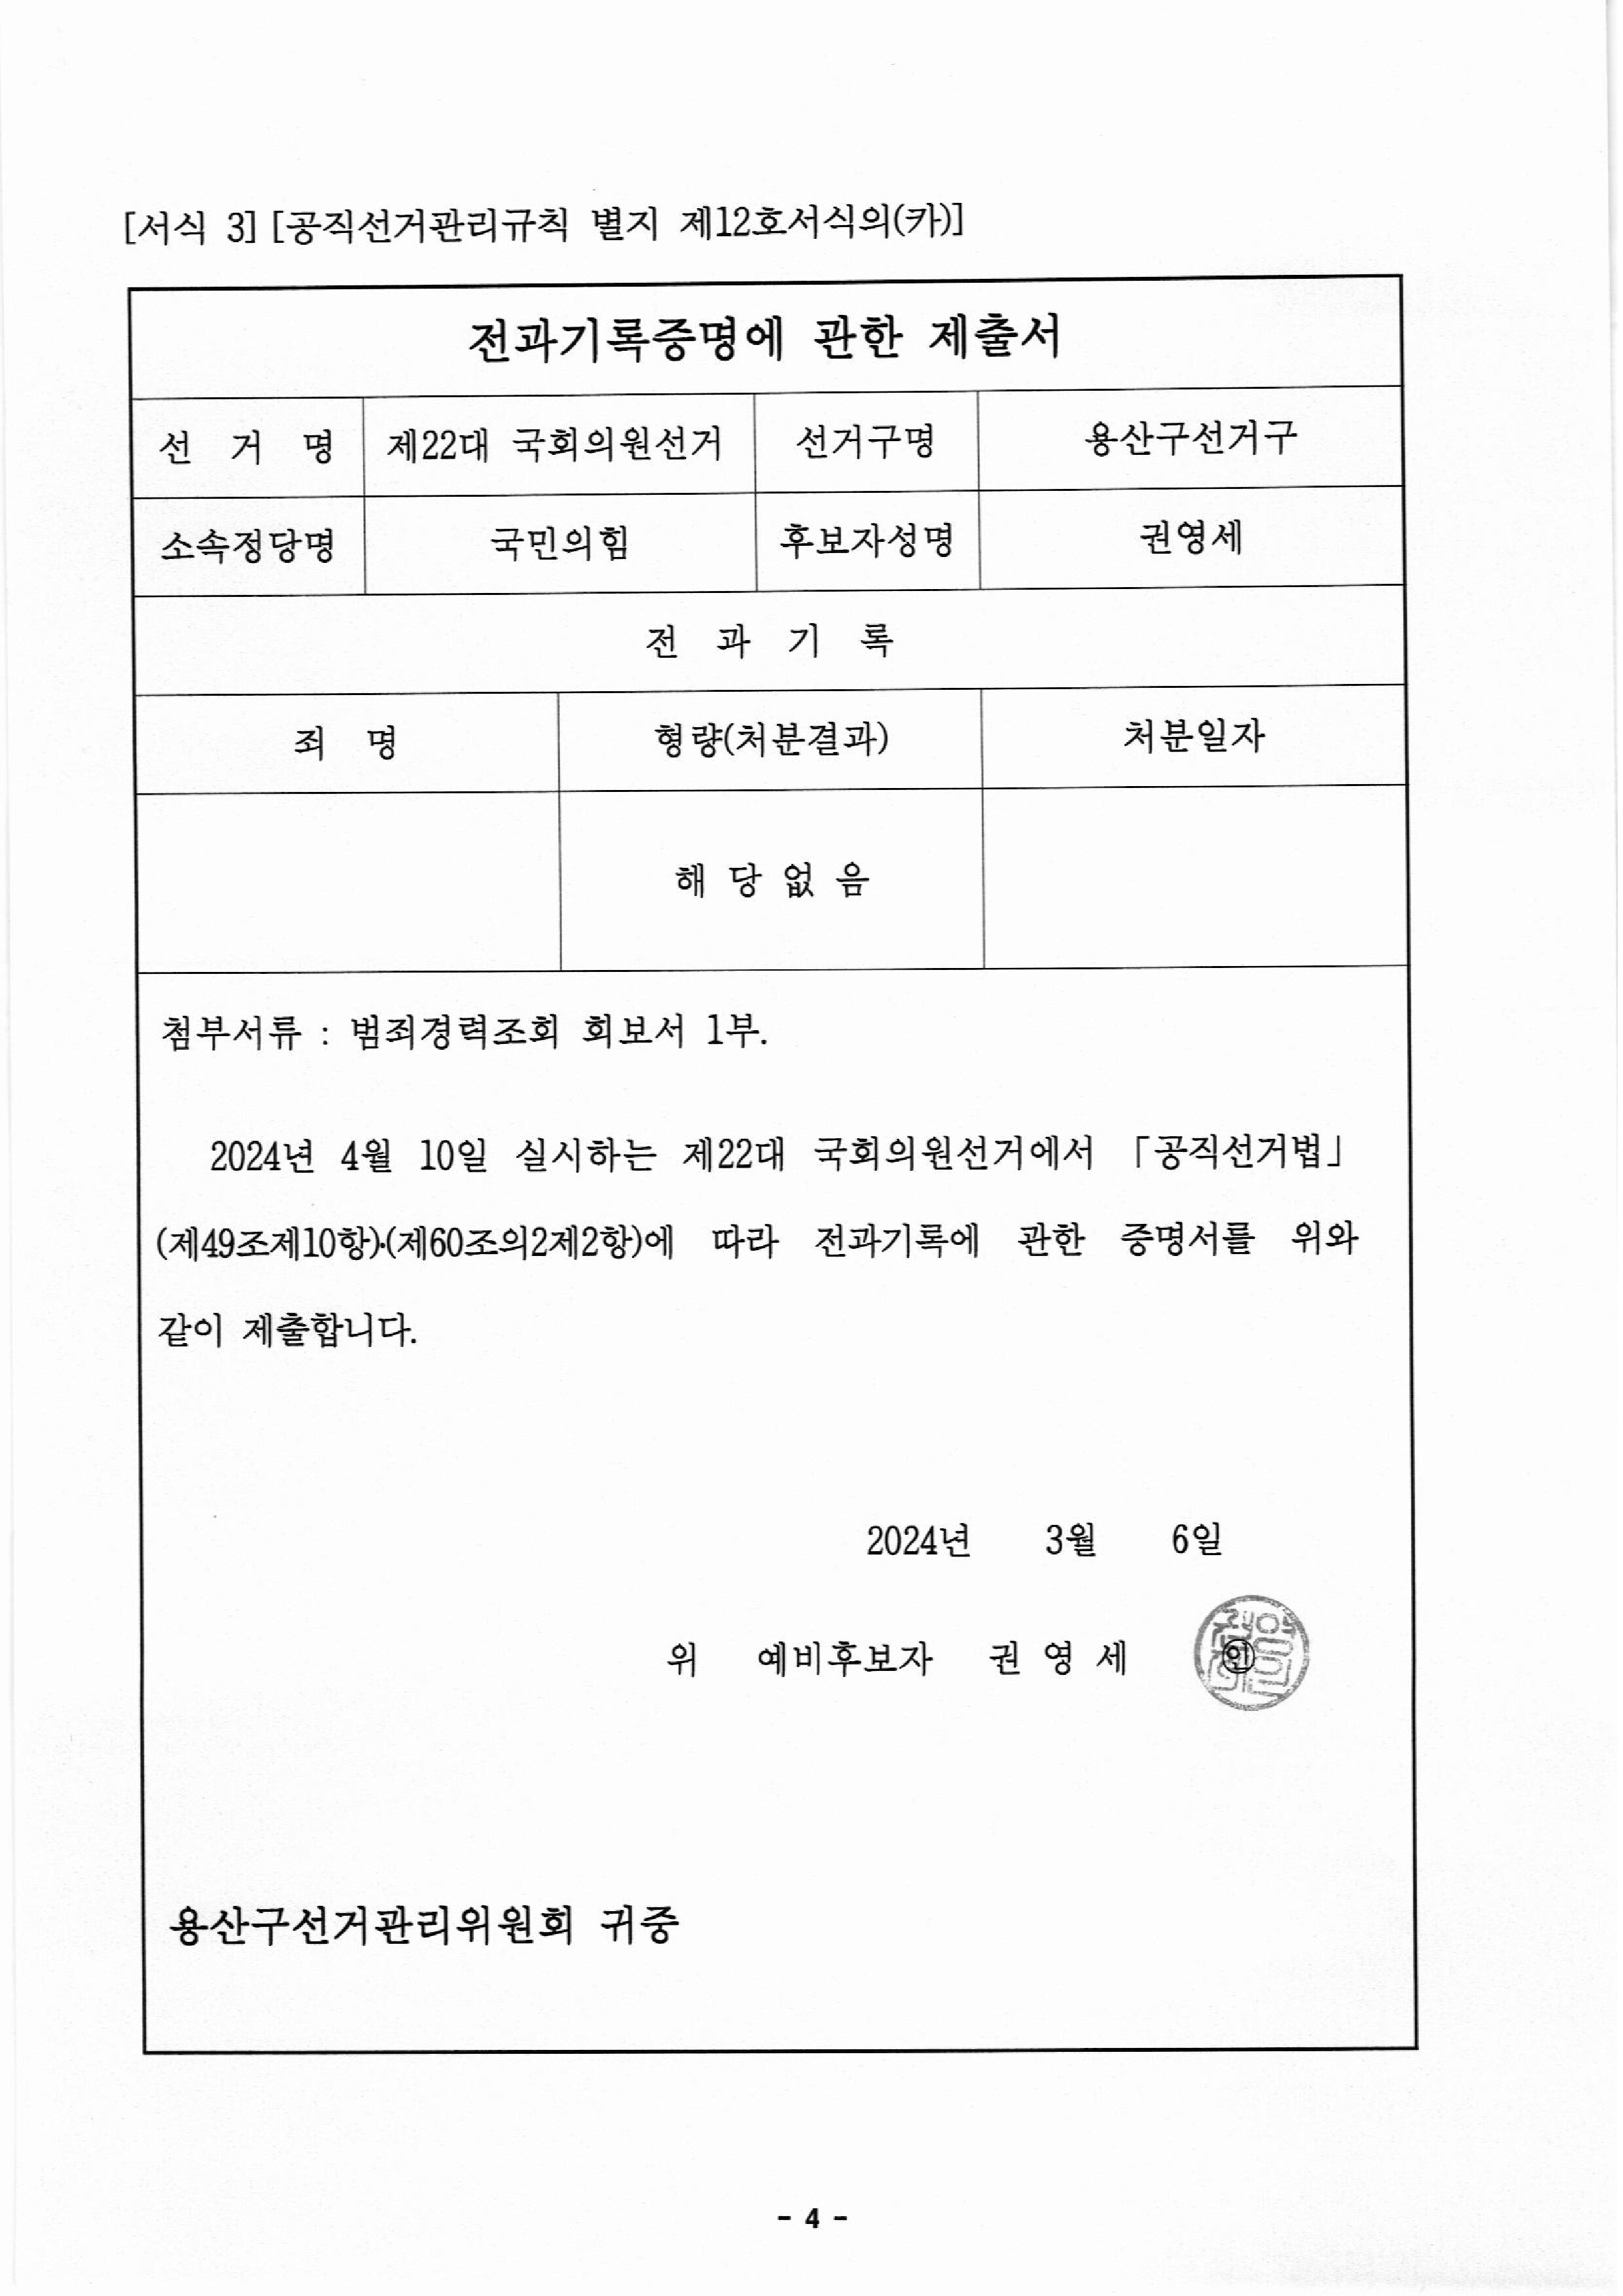 [서식 3] [공직선거관리규칙 별지 제12호서식의(카)]
전과기록증명에 관한 제출서
선 거 명 제22대 국회의원선거 선거구명 용산구선거구
소속정당명 국민의힘 후보자성명 권영세
전 과 기 록
죄 명 형량(처분결과) 처분일자
해 당 없 음
첨부서류 : 범죄경력조회 회보서 1부.
2024년 4월 10일 실시하는 제22대 국회의원선거에서 「공직선거법」
(제49조제10항)·(제60조의2제2항)에 따라 전과기록에 관한 증명서를 위와
같이 제출합니다.
2024년 3월 6일
위 예비후보자 권 영 세 ㊞
용산구선거관리위원회 귀중
- 4 -